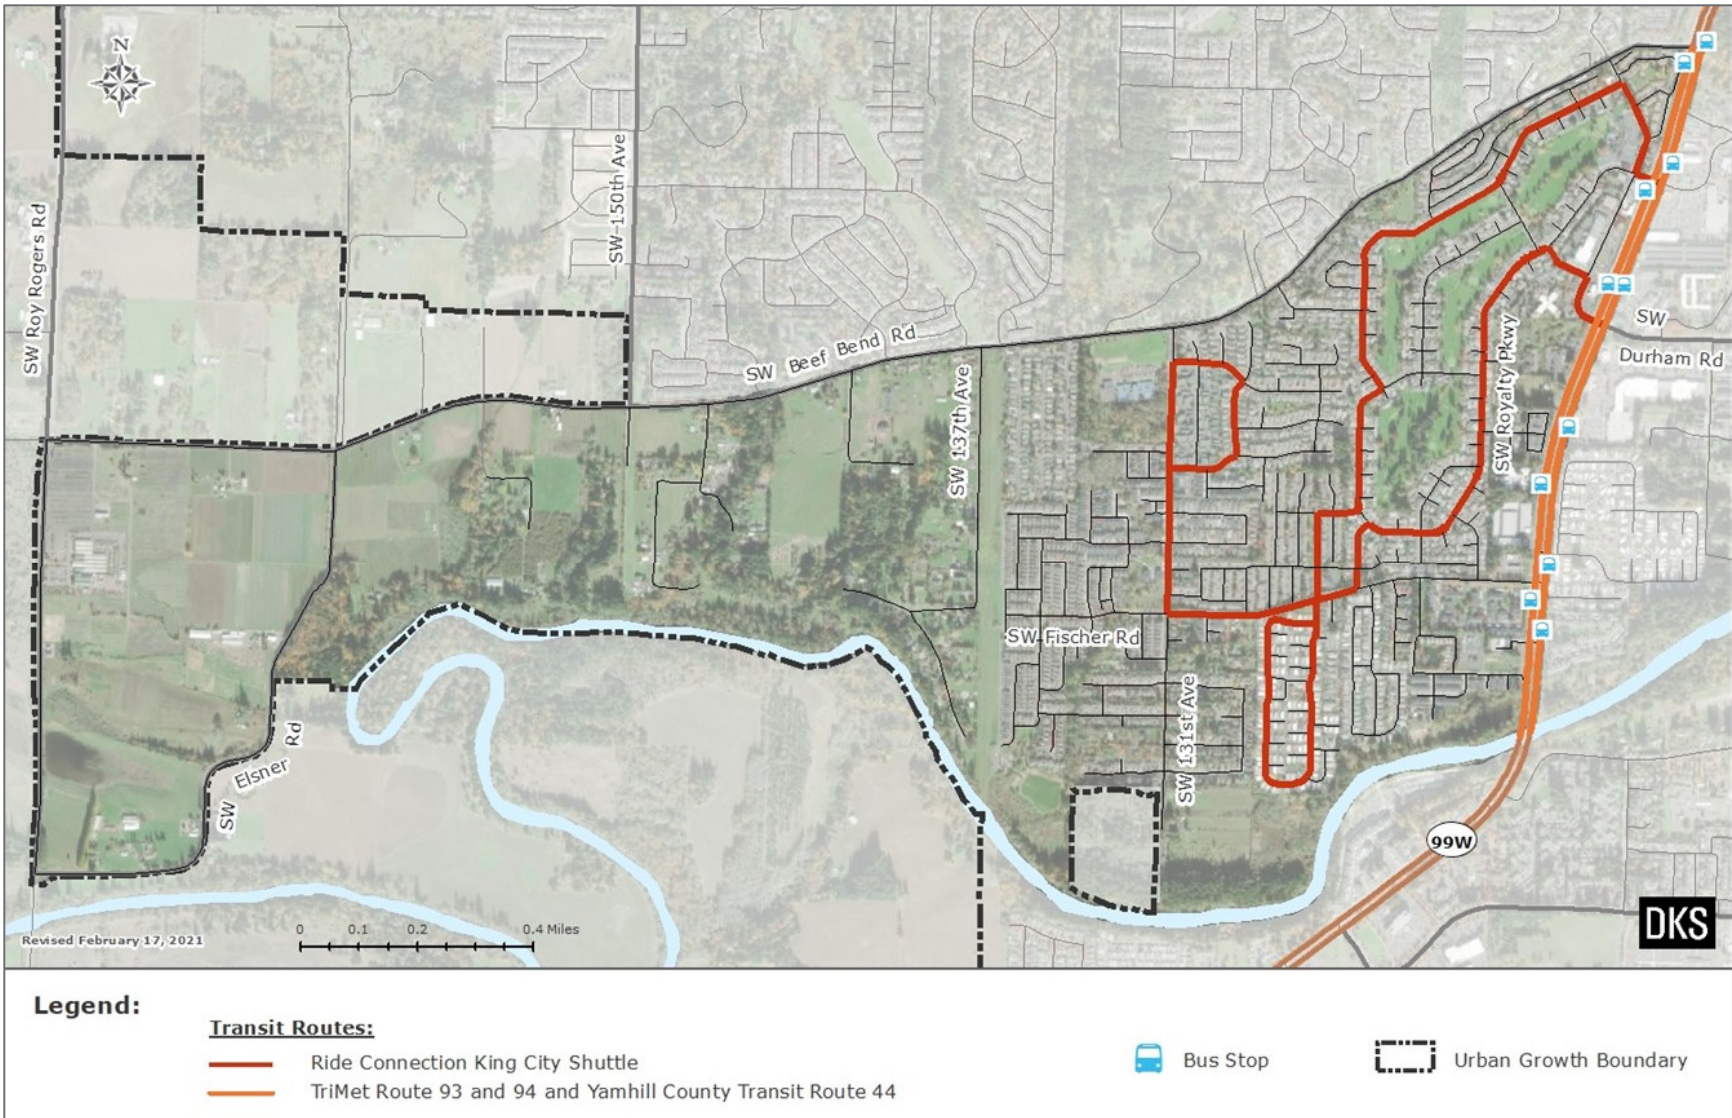 N
SW Roy Rogers Rd
SW 150th Ave
SW Beef Bend Rd
SW 137th Ave
SW Royalty Pkwy
SW
Durham Rd
SW Fischer Rd
SW 131st Ave
SW Elsner Rd
99W
0 0.1 0.2 0.4 Miles
Revised February 17, 2021
DKS
Legend:
Transit Routes:
Ride Connection King City Shuttle
TriMet Route 93 and 94 and Yamhill County Transit Route 44
Bus Stop
Urban Growth Boundary